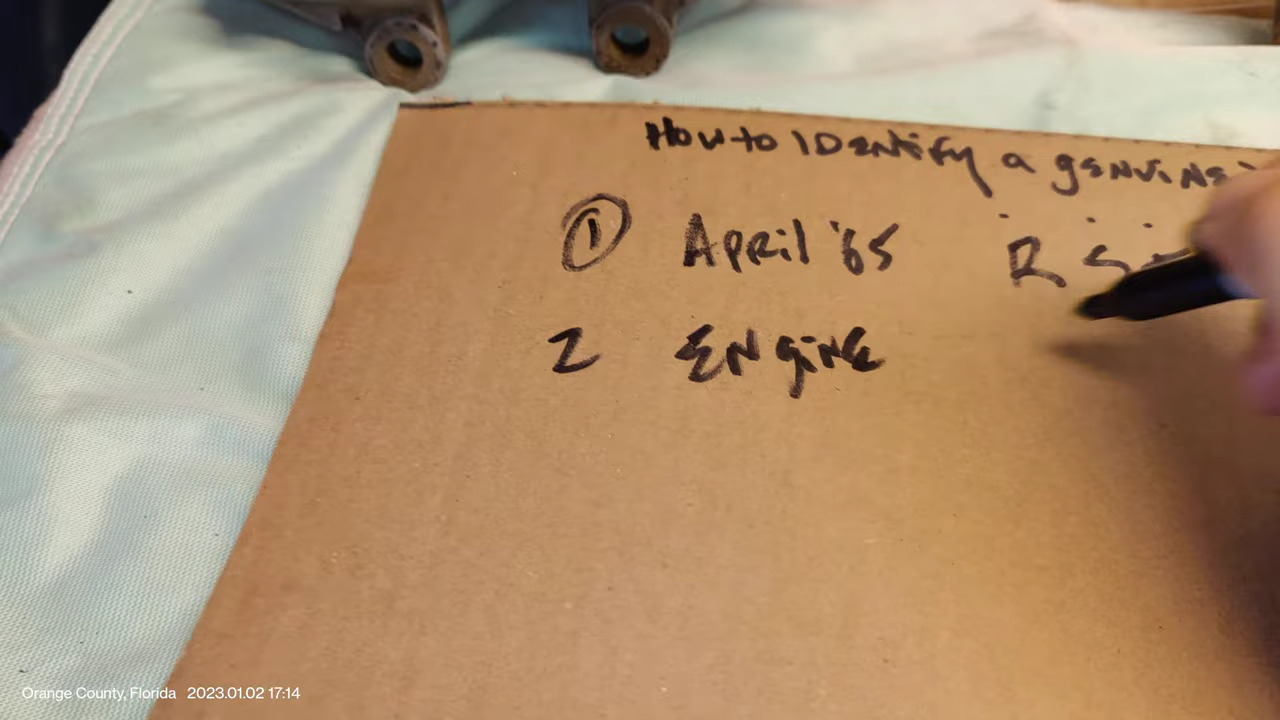 How to IDentify a genuine
① April '65
2 Engine
Orange County, Florida 2023.01.02 17:14